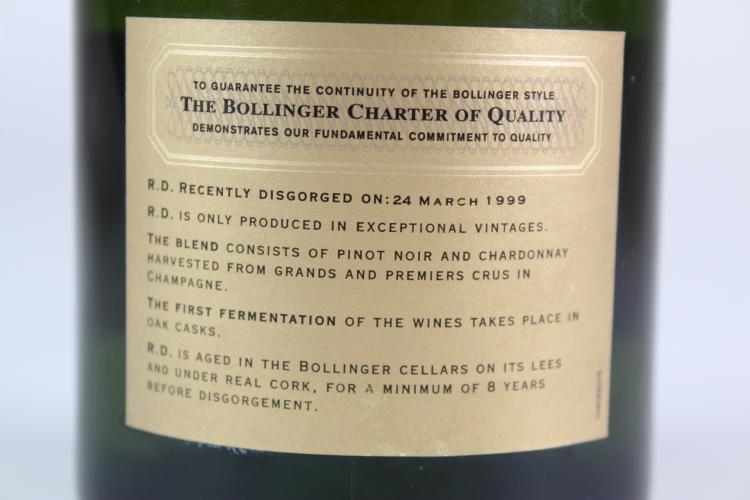 TO GUARANTEE THE CONTINUITY OF THE BOLLINGER STYLE
THE BOLLINGER CHARTER OF QUALITY
DEMONSTRATES OUR FUNDAMENTAL COMMITMENT TO QUALITY
R.D. RECENTLY DISGORGED ON: 24 MARCH 1999
R.D. IS ONLY PRODUCED IN EXCEPTIONAL VINTAGES.
THE BLEND CONSISTS OF PINOT NOIR AND CHARDONNAY
HARVESTED FROM GRANDS AND PREMIERS CRUS IN
CHAMPAGNE.
THE FIRST FERMENTATION OF THE WINES TAKES PLACE IN
OAK CASKS.
R.D. IS AGED IN THE BOLLINGER CELLARS ON ITS LEES
AND UNDER REAL CORK, FOR A MINIMUM OF 8 YEARS
BEFORE DISGORGEMENT.